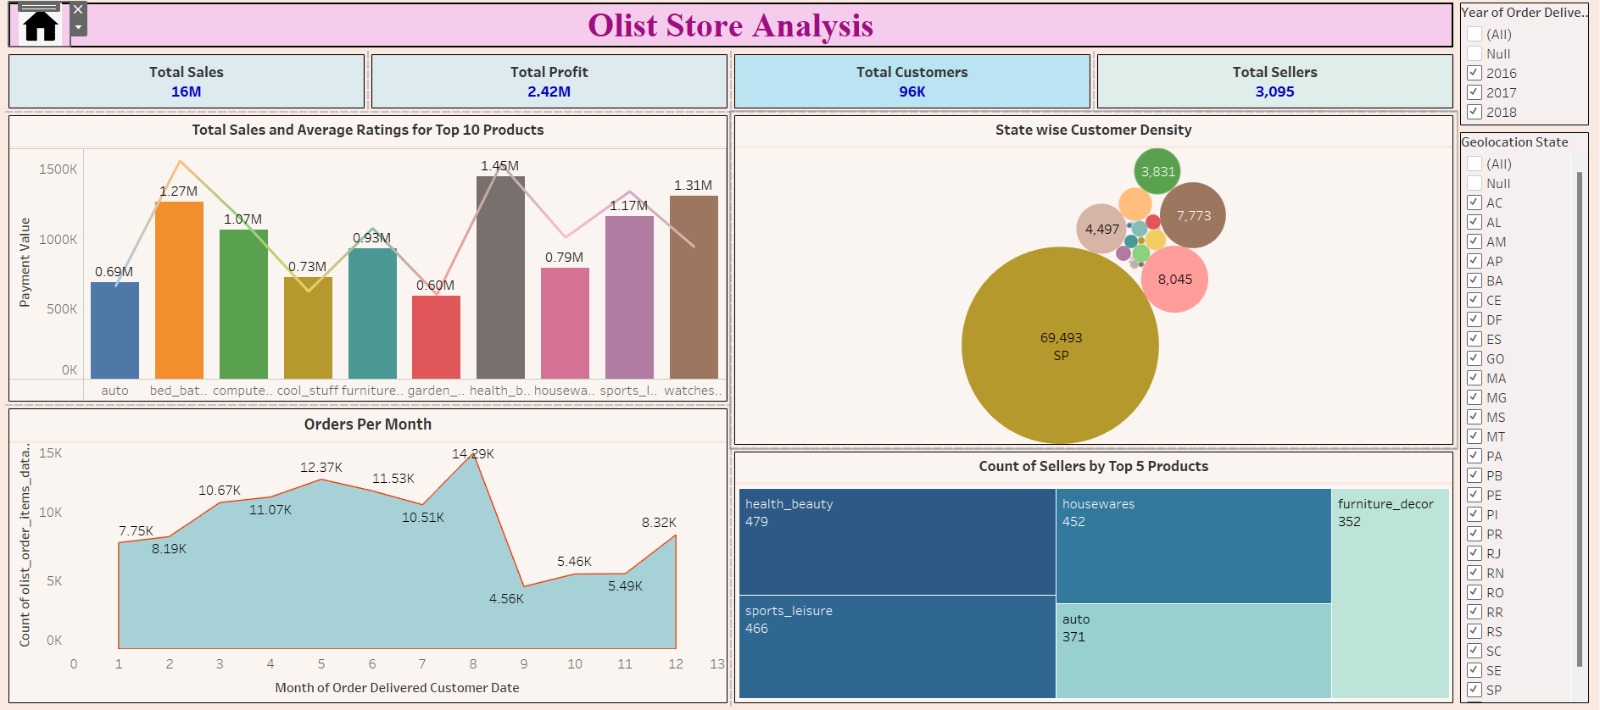 Olist Store Analysis
Total Sales
16M
Total Profit
2.42M
Total Customers
96K
Total Sellers
3,095
Total Sales and Average Ratings for Top 10 Products
Payment Value
1500K
1000K
500K
0K
0.69M
1.27M
1.07M
0.73M
0.93M
0.60M
1.45M
0.79M
1.17M
1.31M
auto
bed_bat..
compute..
cool_stuff
furniture..
garden_..
health_b..
housewa..
sports_l..
watches..
State wise Customer Density
3,831
7,773
4,497
8,045
69,493
SP
Orders Per Month
Count of olist_order_items_data..
15K
10K
5K
0K
7.75K
8.19K
10.67K
11.07K
12.37K
11.53K
10.51K
14.29K
4.56K
5.46K
5.49K
8.32K
0 1 2 3 4 5 6 7 8 9 10 11 12 13
Month of Order Delivered Customer Date
Count of Sellers by Top 5 Products
health_beauty
479
sports_leisure
466
housewares
452
auto
371
furniture_decor
352
Year of Order Delive..
(All)
Null
2016
2017
2018
Geolocation State
(All)
Null
AC
AL
AM
AP
BA
CE
DF
ES
GO
MA
MG
MS
MT
PA
PB
PE
PI
PR
RJ
RN
RO
RR
RS
SC
SE
SP